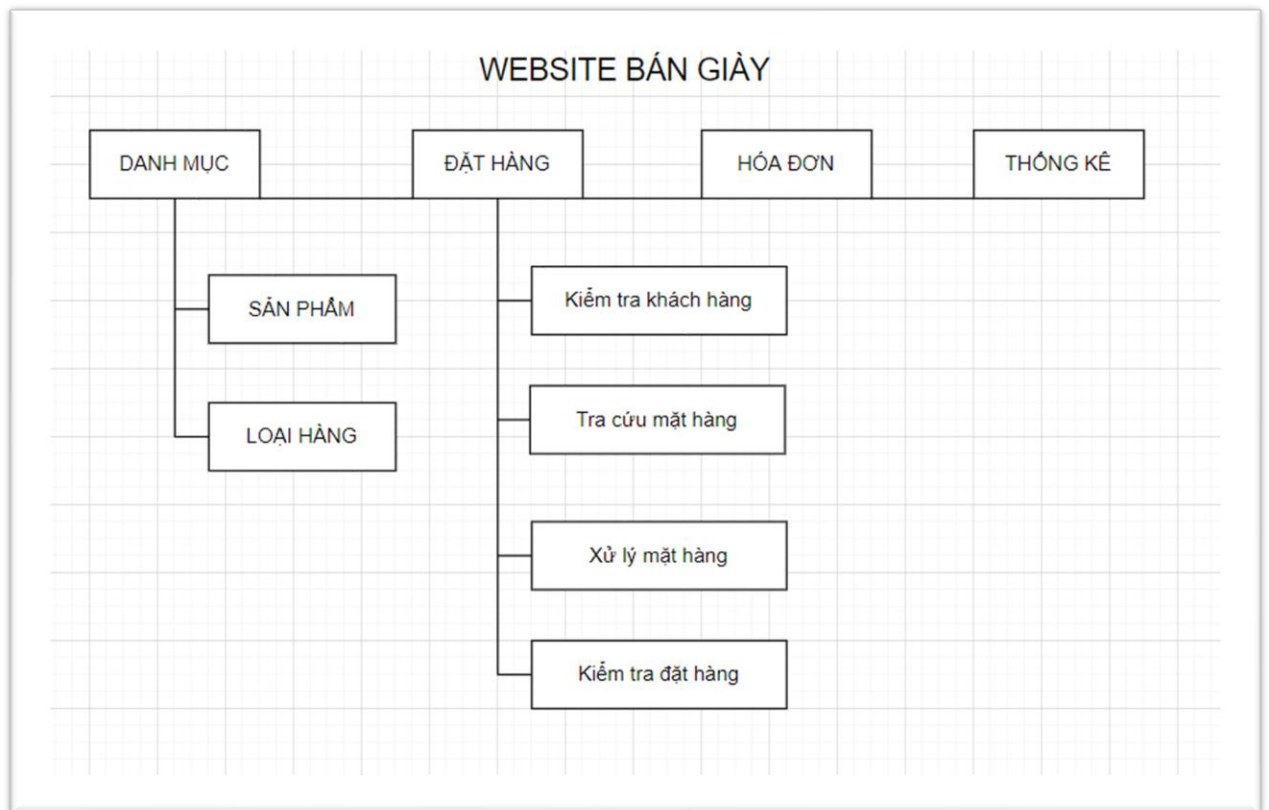 WEBSITE BÁN GIÀY
DANH MỤC
ĐẶT HÀNG
HÓA ĐƠN
THỐNG KÊ
SẢN PHẨM
LOẠI HÀNG
Kiểm tra khách hàng
Tra cứu mặt hàng
Xử lý mặt hàng
Kiểm tra đặt hàng